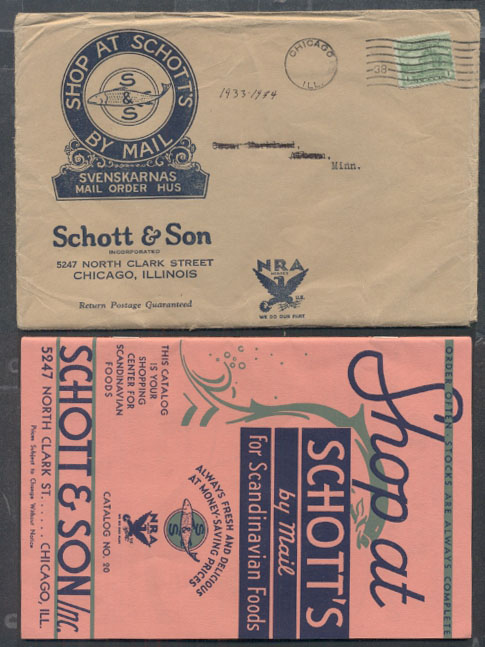 SHOP AT SCHOTT'S
S & S
BY MAIL
SVENSKARNAS
MAIL ORDER HUS
Schott & Son
INCORPORATED
5247 NORTH CLARK STREET
CHICAGO, ILLINOIS
Return Postage Guaranteed
CHICAGO
ILL.
-38-
1933-1934
Minn.
NRA
MEMBER
U.S.
WE DO OUR PART
ORDER OFTEN. STOCKS ARE ALWAYS COMPLETE
Shop at
SCHOTT'S
by mail
for Scandinavian Foods
THIS CATALOG
IS YOUR
SHOPPING
CENTER FOR
SCANDINAVIAN
FOODS
S & S
ALWAYS FRESH AND DELICIOUS
AT MONEY-SAVING PRICES
NRA
CATALOG NO. 20
SCHOTT & SON Inc.
5247 NORTH CLARK ST. . . . . . CHICAGO, ILL.
Prices Subject to Change Without Notice